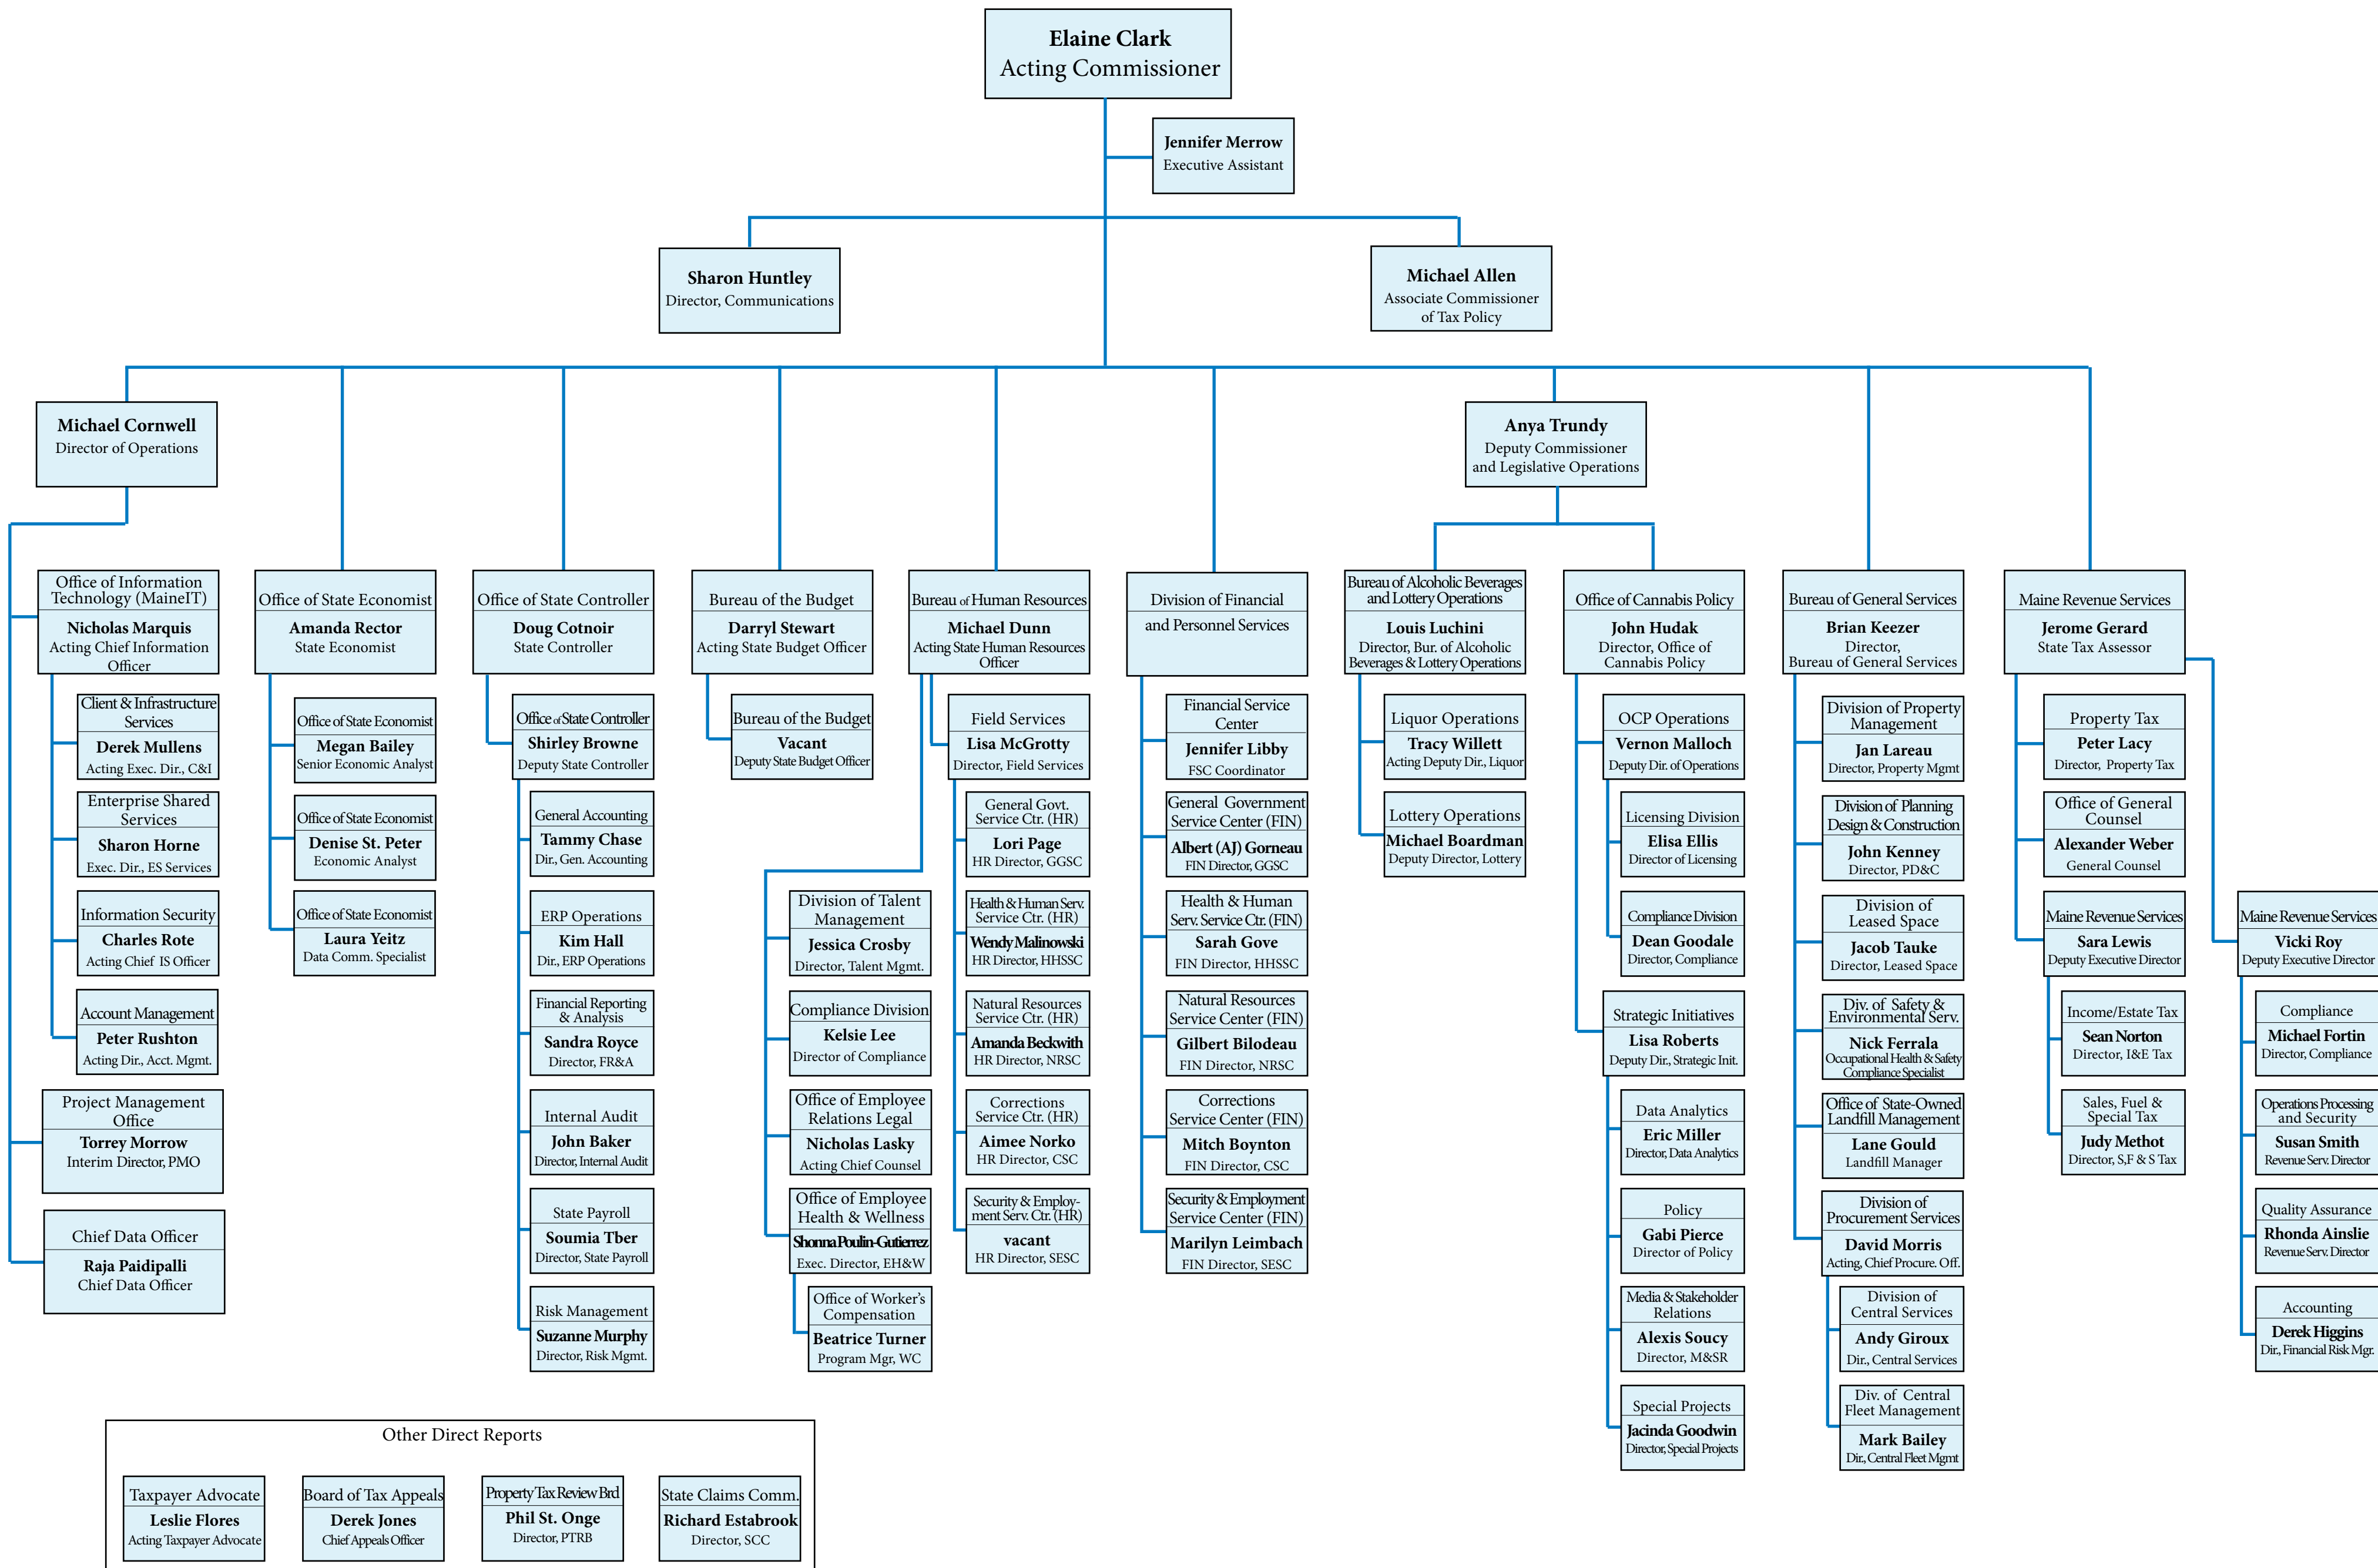 Elaine Clark
Acting Commissioner
Jennifer Merrow
Executive Assistant
Sharon Huntley
Director, Communications
Michael Allen
Associate Commissioner
of Tax Policy
Michael Cornwell
Director of Operations
Anya Trundy
Deputy Commissioner
and Legislative Operations
Office of Information
Technology (MaineIT)
Nicholas Marquis
Acting Chief Information
Officer
Client & Infrastructure
Services
Derek Mullens
Acting Exec. Dir., C&I
Enterprise Shared
Services
Sharon Horne
Exec. Dir., ES Services
Information Security
Charles Rote
Acting Chief IS Officer
Account Management
Peter Rushton
Acting Dir., Acct. Mgmt.
Project Management
Office
Torrey Morrow
Interim Director, PMO
Chief Data Officer
Raja Paidipalli
Chief Data Officer
Office of State Economist
Amanda Rector
State Economist
Office of State Economist
Megan Bailey
Senior Economic Analyst
Office of State Economist
Denise St. Peter
Economic Analyst
Office of State Economist
Laura Yeitz
Data Comm. Specialist
Office of State Controller
Doug Cotnoir
State Controller
Office of State Controller
Shirley Browne
Deputy State Controller
General Accounting
Tammy Chase
Dir., Gen. Accounting
ERP Operations
Kim Hall
Dir., ERP Operations
Financial Reporting
& Analysis
Sandra Royce
Director, FR&A
Internal Audit
John Baker
Director, Internal Audit
State Payroll
Soumia Tber
Director, State Payroll
Risk Management
Suzanne Murphy
Director, Risk Mgmt.
Bureau of the Budget
Darryl Stewart
Acting State Budget Officer
Bureau of the Budget
Vacant
Deputy State Budget Officer
Bureau of Human Resources
Michael Dunn
Acting State Human Resources
Officer
Field Services
Lisa McGrotty
Director, Field Services
General Govt.
Service Ctr. (HR)
Lori Page
HR Director, GGSC
Health & Human Serv.
Service Ctr. (HR)
Wendy Malinowski
HR Director, HHSSC
Natural Resources
Service Ctr. (HR)
Amanda Beckwith
HR Director, NRSC
Corrections
Service Ctr. (HR)
Aimee Norko
HR Director, CSC
Security & Employ-
ment Serv. Ctr. (HR)
vacant
HR Director, SESC
Division of Talent
Management
Jessica Crosby
Director, Talent Mgmt.
Compliance Division
Kelsie Lee
Director of Compliance
Office of Employee
Relations Legal
Nicholas Lasky
Acting Chief Counsel
Office of Employee
Health & Wellness
Shonna Poulin-Gutierrez
Exec. Director, EH&W
Office of Worker's
Compensation
Beatrice Turner
Program Mgr, WC
Division of Financial
and Personnel Services
Financial Service
Center
Jennifer Libby
FSC Coordinator
General Government
Service Center (FIN)
Albert (AJ) Gorneau
FIN Director, GGSC
Health & Human
Serv. Service Ctr. (FIN)
Sarah Gove
FIN Director, HHSSC
Natural Resources
Service Center (FIN)
Gilbert Bilodeau
FIN Director, NRSC
Corrections
Service Center (FIN)
Mitch Boynton
FIN Director, CSC
Security & Employment
Service Center (FIN)
Marilyn Leimbach
FIN Director, SESC
Bureau of Alcoholic Beverages
and Lottery Operations
Louis Luchini
Director, Bur. of Alcoholic
Beverages & Lottery Operations
Liquor Operations
Tracy Willett
Acting Deputy Dir., Liquor
Lottery Operations
Michael Boardman
Deputy Director, Lottery
Office of Cannabis Policy
John Hudak
Director, Office of
Cannabis Policy
OCP Operations
Vernon Malloch
Deputy Dir. of Operations
Licensing Division
Elisa Ellis
Director of Licensing
Compliance Division
Dean Goodale
Director, Compliance
Strategic Initiatives
Lisa Roberts
Deputy Dir., Strategic Init.
Data Analytics
Eric Miller
Director, Data Analytics
Policy
Gabi Pierce
Director of Policy
Media & Stakeholder
Relations
Alexis Soucy
Director, M&SR
Special Projects
Jacinda Goodwin
Director, Special Projects
Bureau of General Services
Brian Keezer
Director,
Bureau of General Services
Division of Property
Management
Jan Lareau
Director, Property Mgmt
Division of Planning
Design & Construction
John Kenney
Director, PD&C
Division of
Leased Space
Jacob Tauke
Director, Leased Space
Div. of Safety &
Environmental Serv.
Nick Ferrala
Occupational Health & Safety
Compliance Specialist
Office of State-Owned
Landfill Management
Lane Gould
Landfill Manager
Division of
Procurement Services
David Morris
Acting, Chief Procure. Off.
Division of
Central Services
Andy Giroux
Dir., Central Services
Div. of Central
Fleet Management
Mark Bailey
Dir., Central Fleet Mgmt
Maine Revenue Services
Jerome Gerard
State Tax Assessor
Property Tax
Peter Lacy
Director, Property Tax
Office of General
Counsel
Alexander Weber
General Counsel
Maine Revenue Services
Sara Lewis
Deputy Executive Director
Income/Estate Tax
Sean Norton
Director, I&E Tax
Sales, Fuel &
Special Tax
Judy Methot
Director, S,F & S Tax
Maine Revenue Services
Vicki Roy
Deputy Executive Director
Compliance
Michael Fortin
Director, Compliance
Operations Processing
and Security
Susan Smith
Revenue Serv. Director
Quality Assurance
Rhonda Ainslie
Revenue Serv. Director
Accounting
Derek Higgins
Dir., Financial Risk Mgr.
Other Direct Reports
Taxpayer Advocate
Leslie Flores
Acting Taxpayer Advocate
Board of Tax Appeals
Derek Jones
Chief Appeals Officer
Property Tax Review Brd
Phil St. Onge
Director, PTRB
State Claims Comm.
Richard Estabrook
Director, SCC